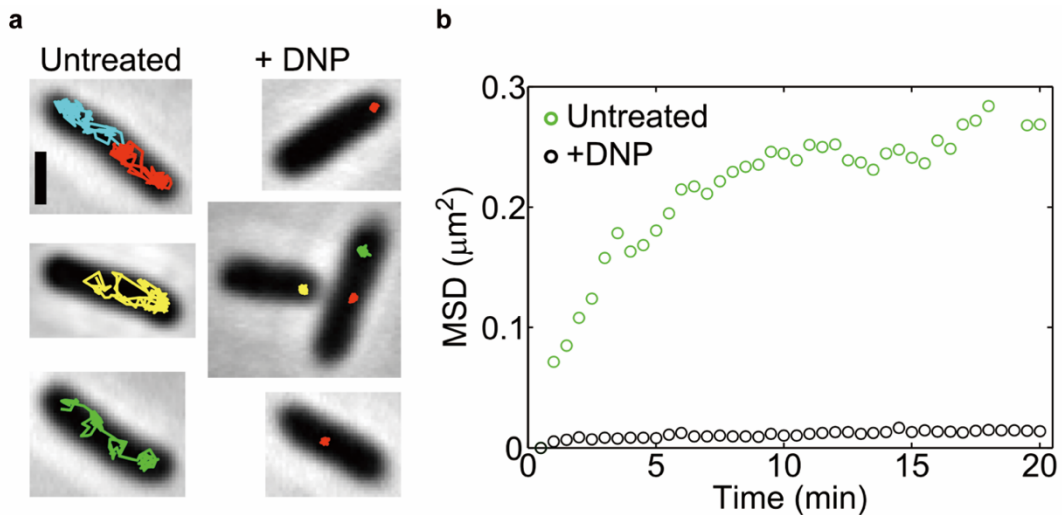 a
Untreated
+ DNP
b
0.3
0.2
0.1
0
MSD (μm²)
Untreated
+DNP
0
5
10
15
20
Time (min)